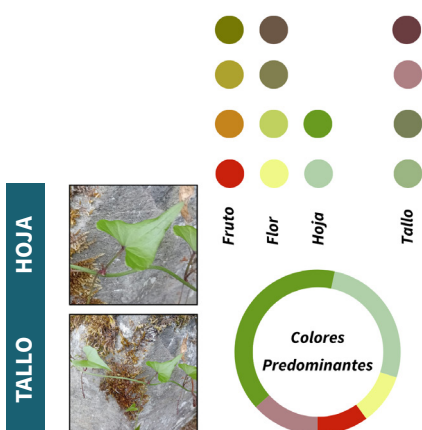 Fruto
Flor
Hoja
Tallo
HOJA
TALLO
Colores
Predominantes